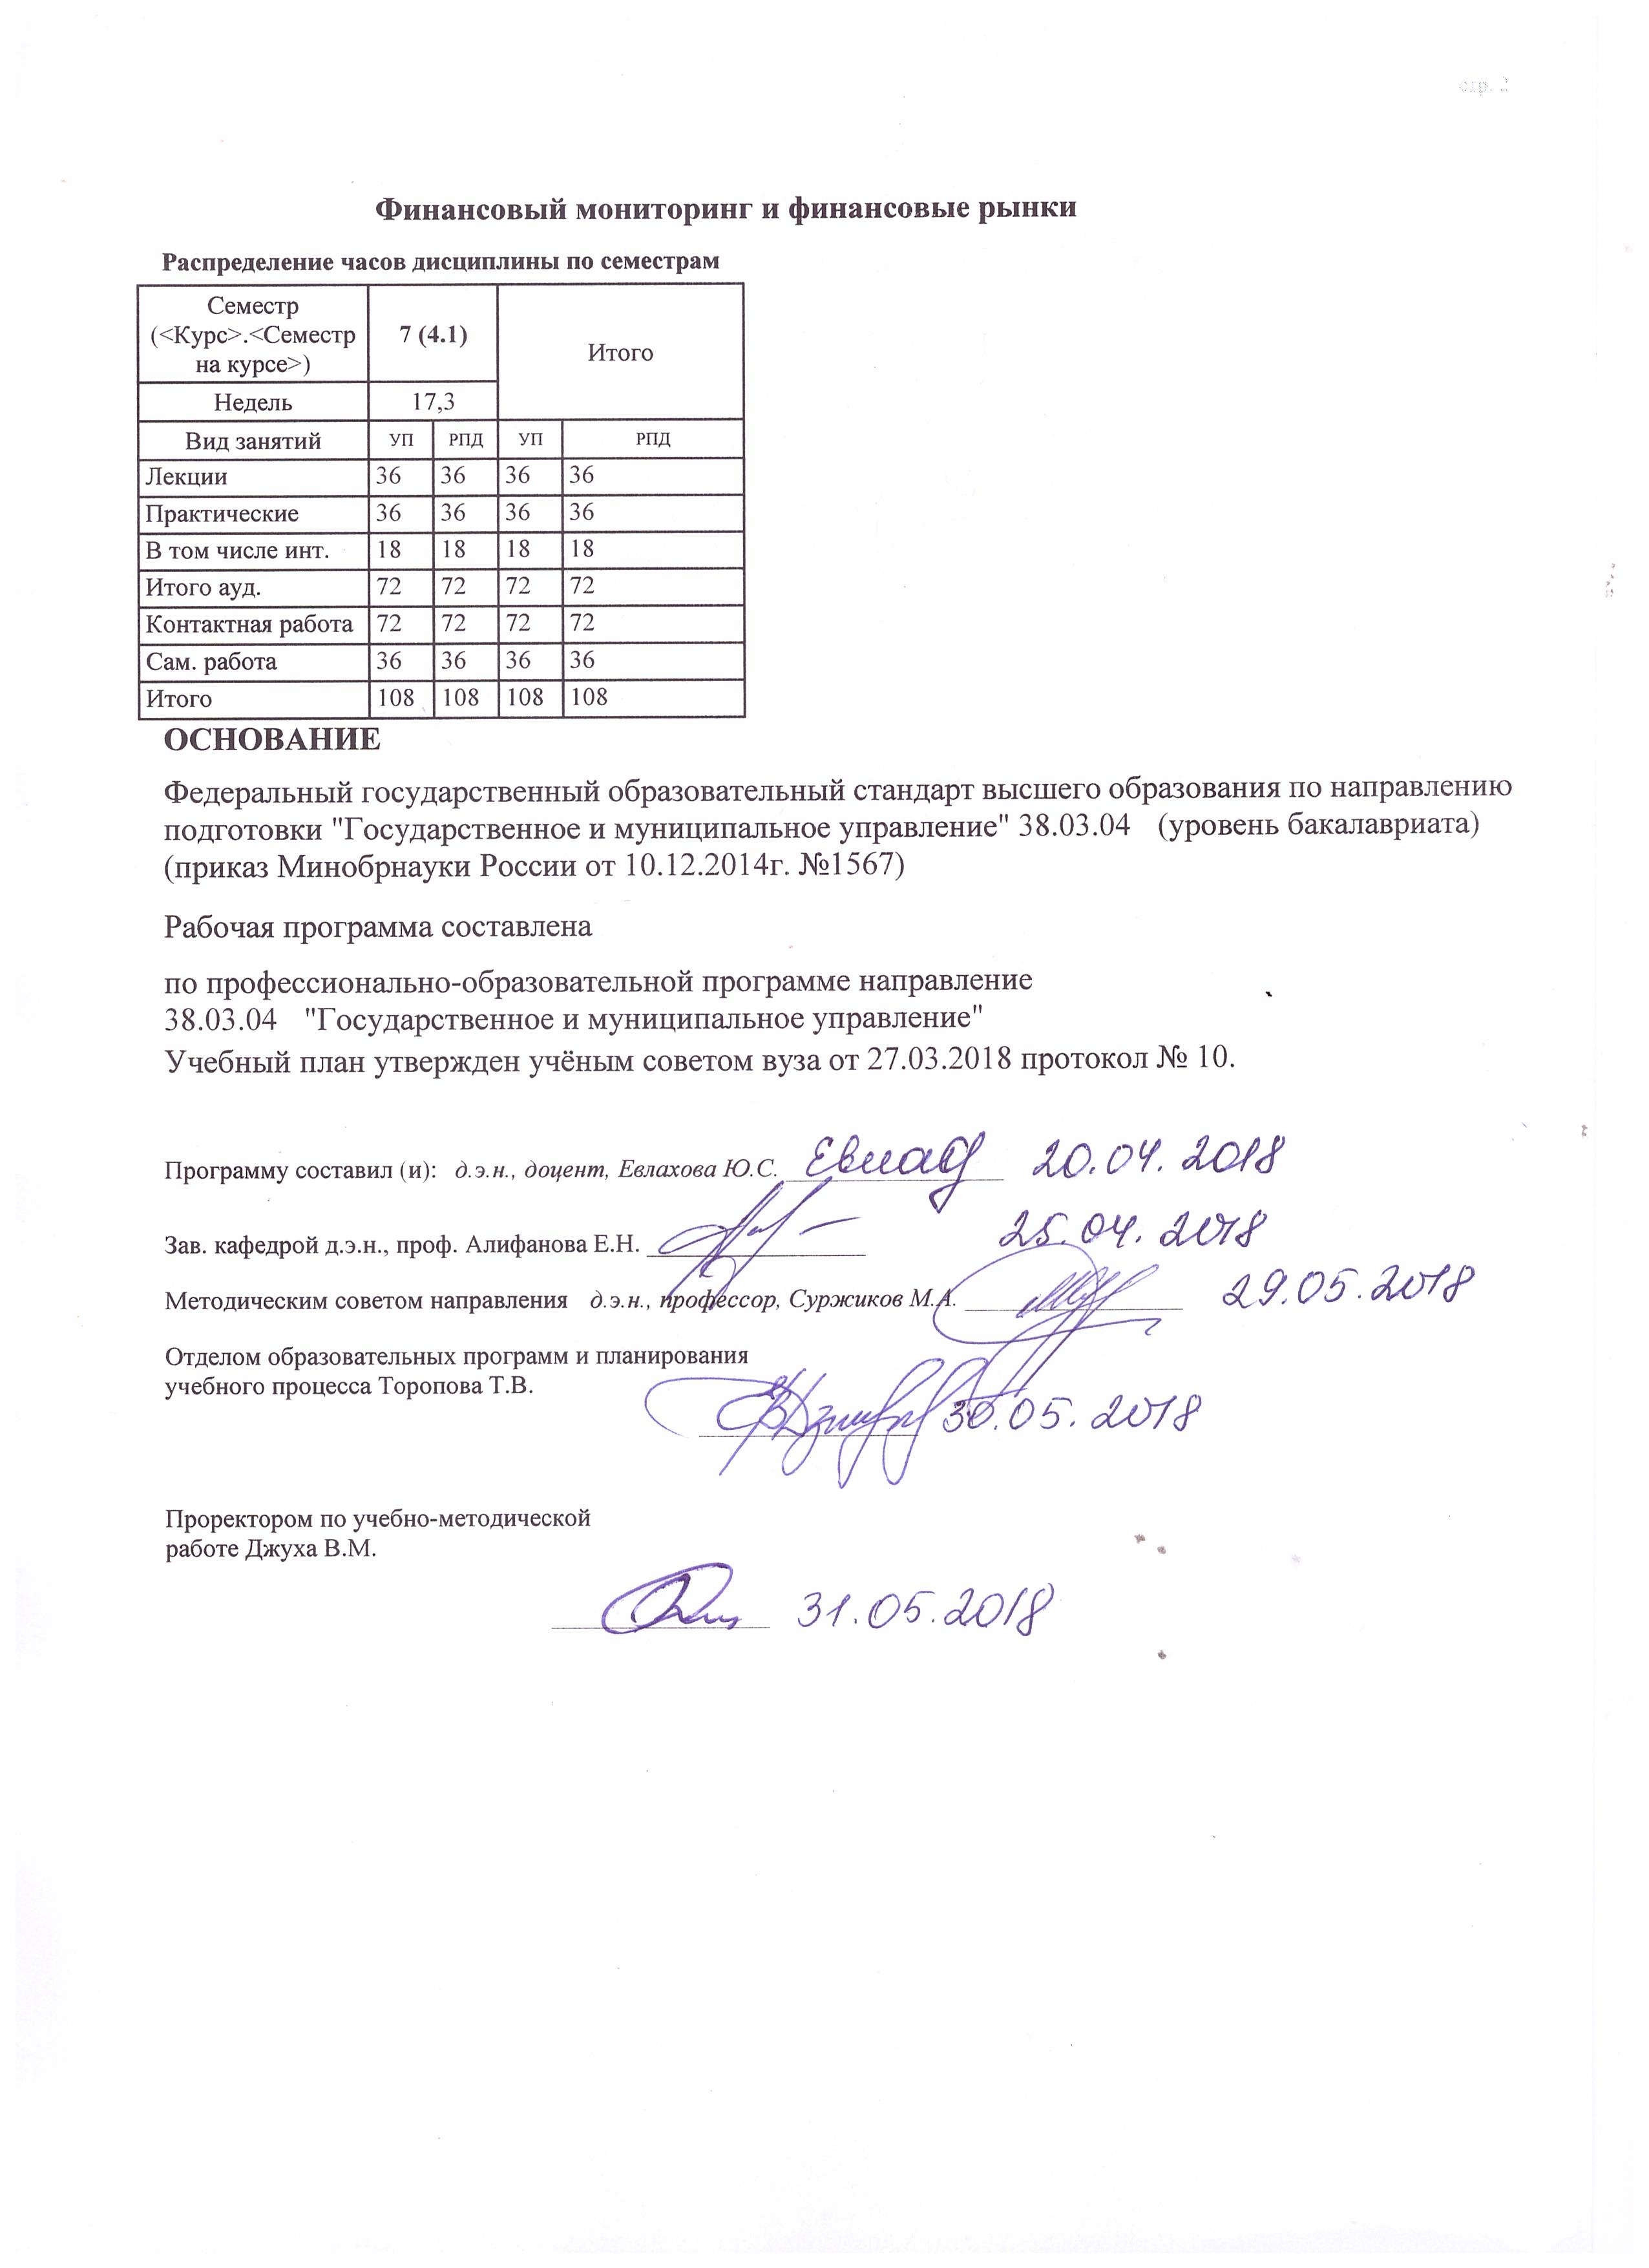 стр. 2
Финансовый мониторинг и финансовые рынки
Распределение часов дисциплины по семестрам
Семестр
(<Курс>.<Семестр
на курсе>)
7 (4.1)
Итого
Недель 17,3
Вид занятий УП РПД УП РПД
Лекции 36 36 36 36
Практические 36 36 36 36
В том числе инт. 18 18 18 18
Итого ауд. 72 72 72 72
Контактная работа 72 72 72 72
Сам. работа 36 36 36 36
Итого 108 108 108 108
ОСНОВАНИЕ
Федеральный государственный образовательный стандарт высшего образования по направлению
подготовки "Государственное и муниципальное управление" 38.03.04 (уровень бакалавриата)
(приказ Минобрнауки России от 10.12.2014г. №1567)
Рабочая программа составлена
по профессионально-образовательной программе направление
38.03.04 "Государственное и муниципальное управление"
Учебный план утвержден учёным советом вуза от 27.03.2018 протокол № 10.
Программу составил (и): д.э.н., доцент, Евлахова Ю.С. 20.04.2018
Зав. кафедрой д.э.н., проф. Алифанова Е.Н. 25.04.2018
Методическим советом направления д.э.н., профессор, Суржиков М.А. 29.05.2018
Отделом образовательных программ и планирования
учебного процесса Торопова Т.В.
30.05.2018
Проректором по учебно-методической
работе Джуха В.М.
31.05.2018